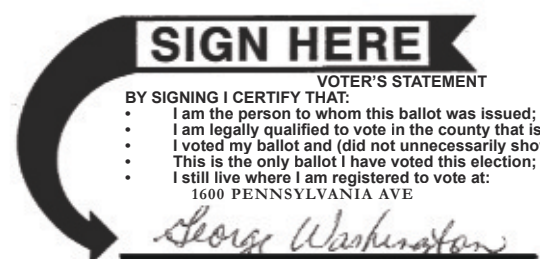 SIGN HERE
VOTER'S STATEMENT
BY SIGNING I CERTIFY THAT:
• I am the person to whom this ballot was issued;
• I am legally qualified to vote in the county that is
• I voted my ballot and (did not unnecessarily sho
• This is the only ballot I have voted this election;
• I still live where I am registered to vote at:
1600 PENNSYLVANIA AVE
George Washington